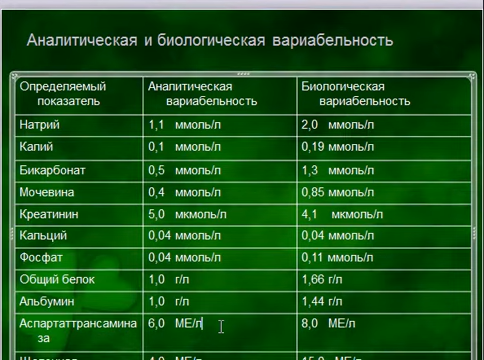 Аналитическая и биологическая вариабельность
Определяемый показатель Аналитическая вариабельность Биологическая вариабельность
Натрий 1,1 ммоль/л 2,0 ммоль/л
Калий 0,1 ммоль/л 0,19 ммоль/л
Бикарбонат 0,5 ммоль/л 1,3 ммоль/л
Мочевина 0,4 ммоль/л 0,85 ммоль/л
Креатинин 5,0 мкмоль/л 4,1 мкмоль/л
Кальций 0,04 ммоль/л 0,04 ммоль/л
Фосфат 0,04 ммоль/л 0,11 ммоль/л
Общий белок 1,0 г/л 1,66 г/л
Альбумин 1,0 г/л 1,44 г/л
Аспартаттрансамина 6,0 МЕ/л 8,0 МЕ/л
за